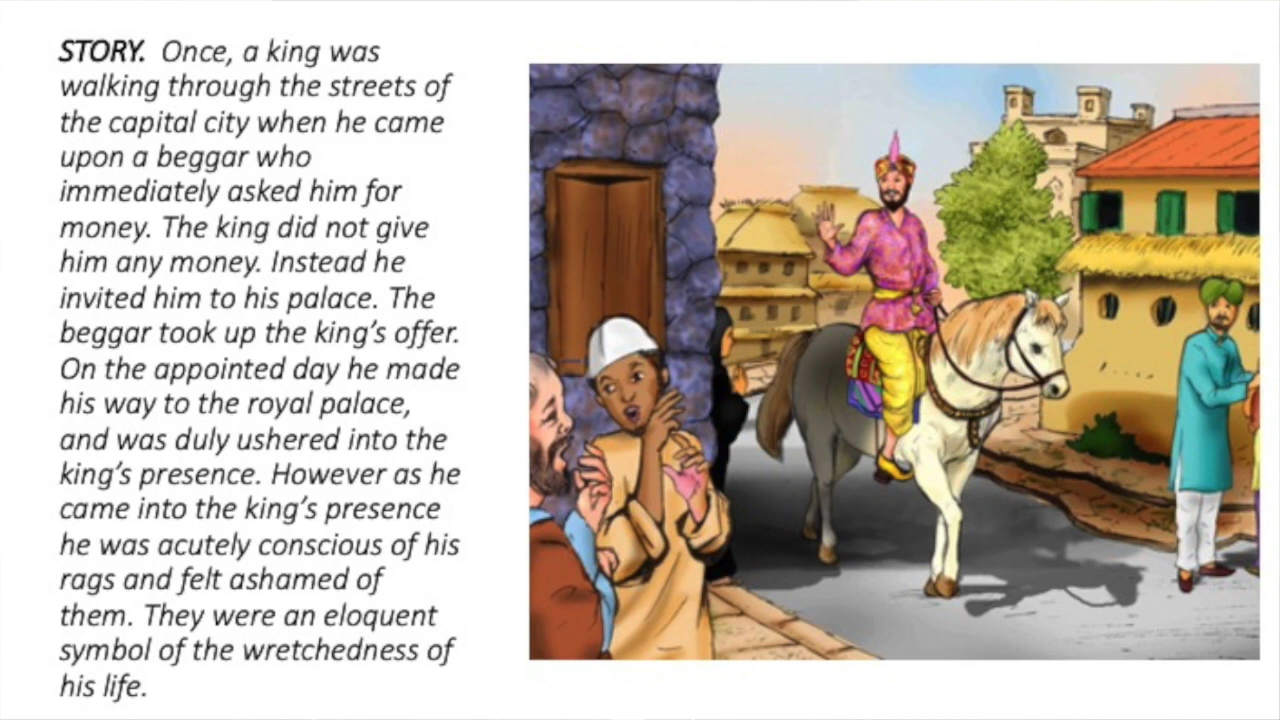 STORY. Once, a king was
walking through the streets of
the capital city when he came
upon a beggar who
immediately asked him for
money. The king did not give
him any money. Instead he
invited him to his palace. The
beggar took up the king’s offer.
On the appointed day he made
his way to the royal palace,
and was duly ushered into the
king’s presence. However as he
came into the king’s presence
he was acutely conscious of his
rags and felt ashamed of
them. They were an eloquent
symbol of the wretchedness of
his life.